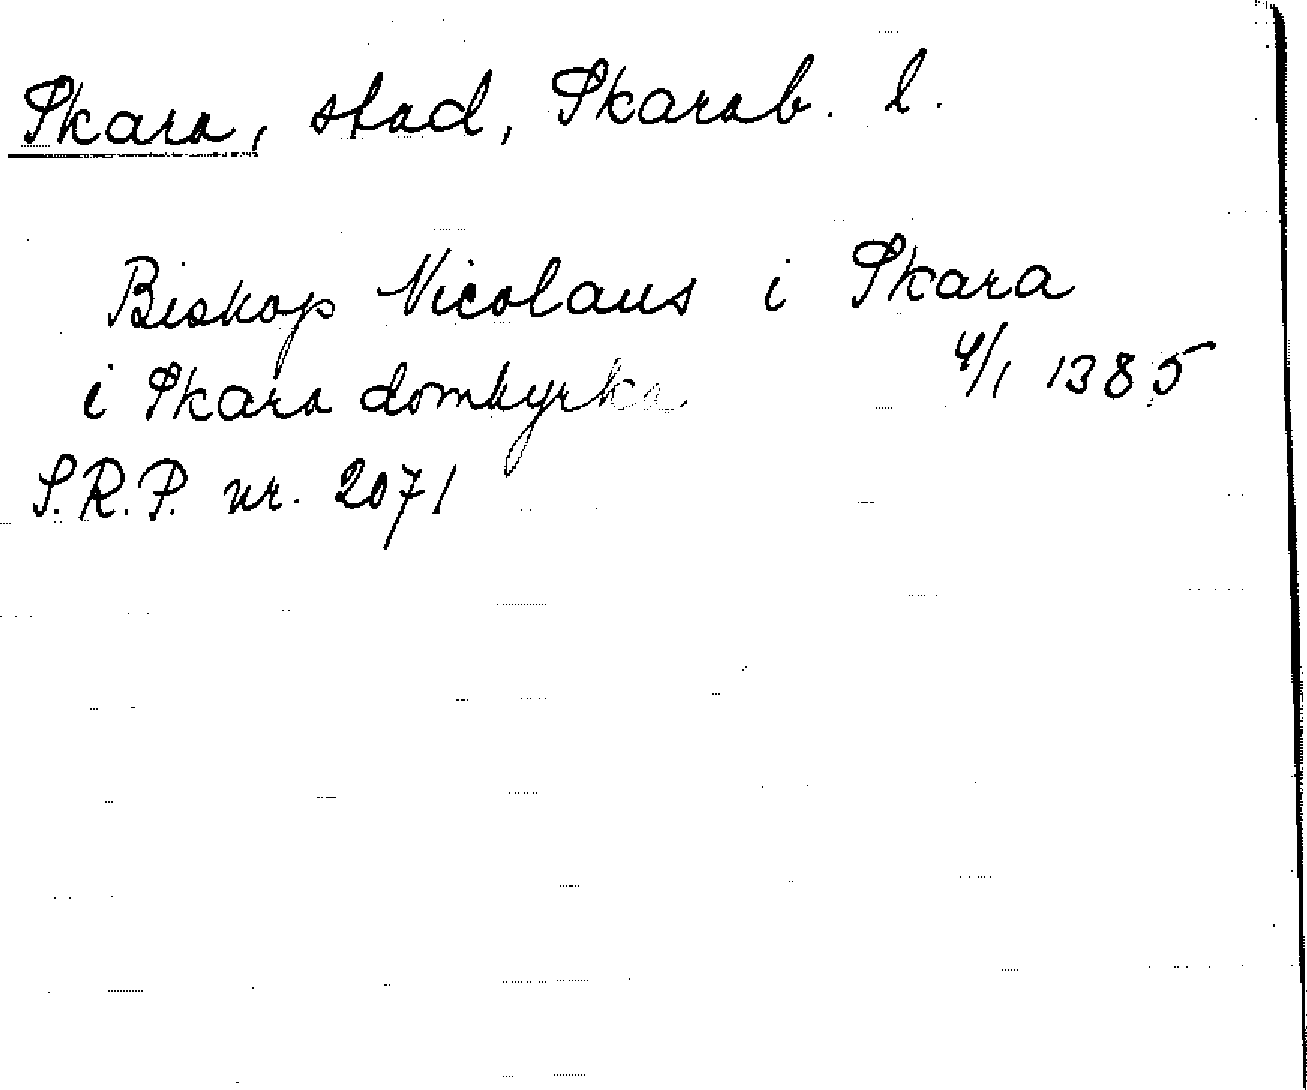 Skara, stad, Skarab. l.
Biskop Nicolaus i Skara
i Skara domkyrka 4/1 1385
S.R.P. nr. 2071